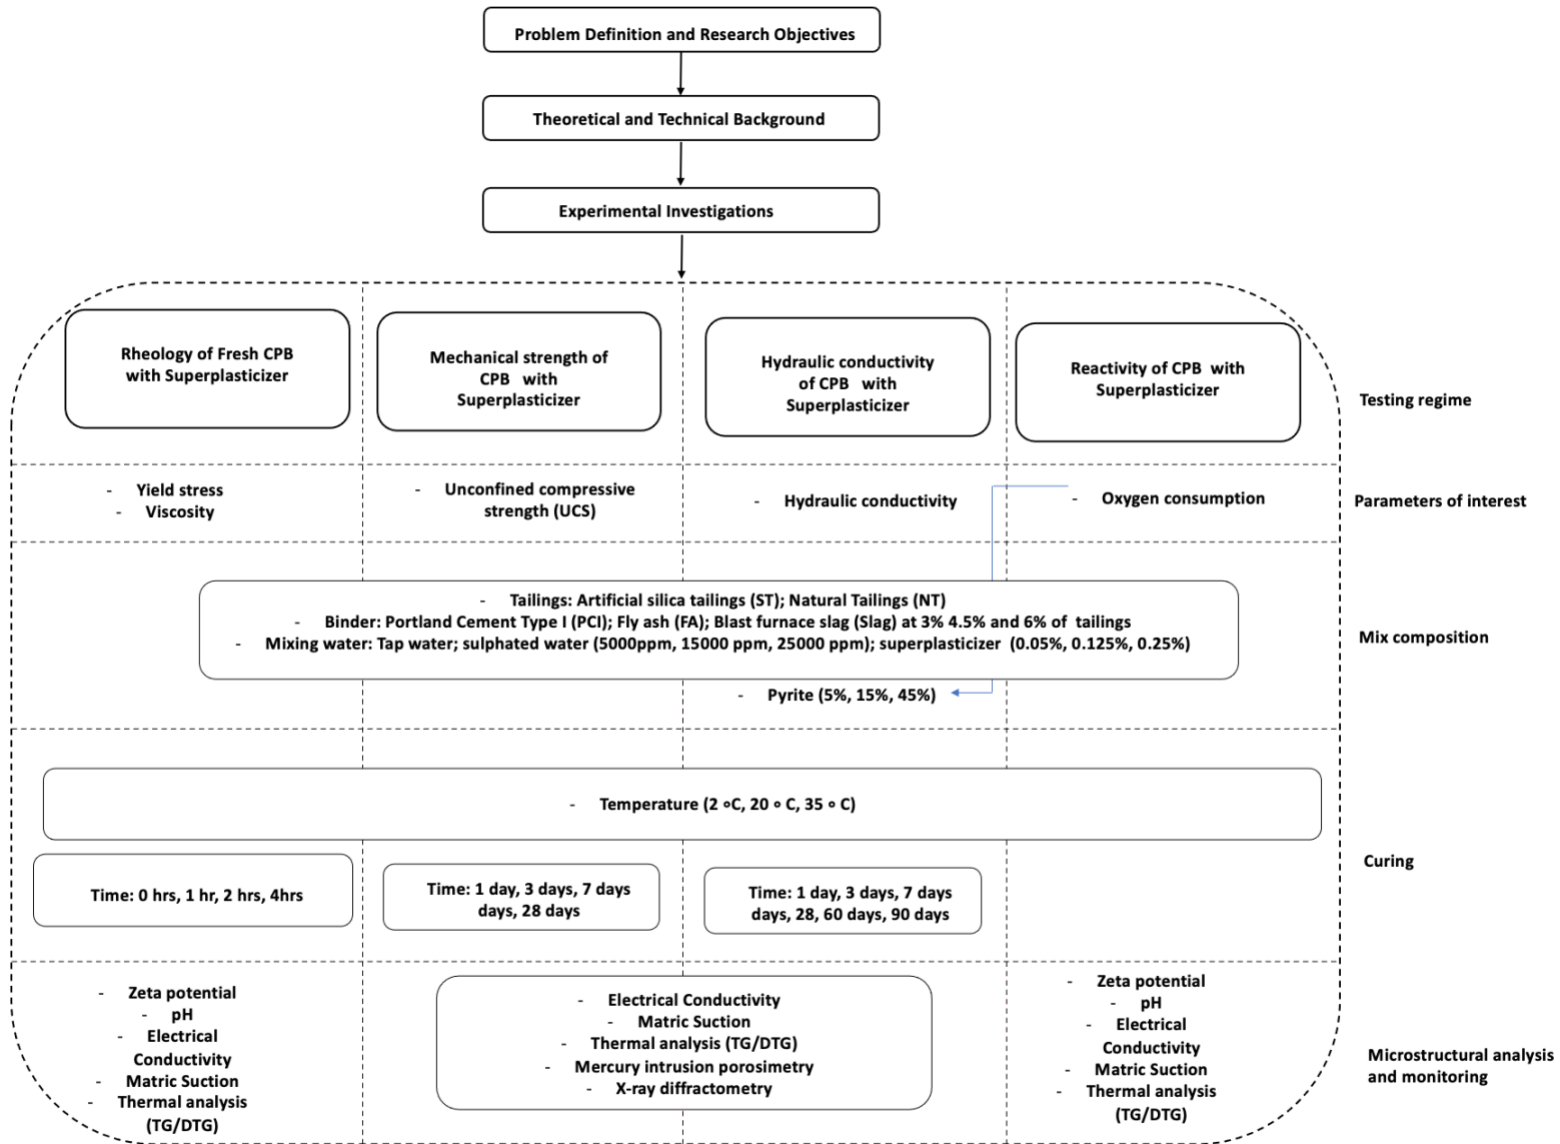 Problem Definition and Research Objectives
Theoretical and Technical Background
Experimental Investigations
Rheology of Fresh CPB
with Superplasticizer
Mechanical strength of
CPB with
Superplasticizer
Hydraulic conductivity
of CPB with
Superplasticizer
Reactivity of CPB with
Superplasticizer
Testing regime
- Yield stress
- Viscosity
- Unconfined compressive
strength (UCS)
- Hydraulic conductivity
- Oxygen consumption
Parameters of interest
- Tailings: Artificial silica tailings (ST); Natural Tailings (NT)
- Binder: Portland Cement Type I (PCI); Fly ash (FA); Blast furnace slag (Slag) at 3% 4.5% and 6% of tailings
- Mixing water: Tap water; sulphated water (5000ppm, 15000 ppm, 25000 ppm); superplasticizer (0.05%, 0.125%, 0.25%)
- Pyrite (5%, 15%, 45%)
Mix composition
- Temperature (2 ∘C, 20 ∘ C, 35 ∘ C)
Time: 0 hrs, 1 hr, 2 hrs, 4hrs
Time: 1 day, 3 days, 7 days
days, 28 days
Time: 1 day, 3 days, 7 days
days, 28, 60 days, 90 days
Curing
- Zeta potential
- pH
- Electrical
Conductivity
- Matric Suction
- Thermal analysis
(TG/DTG)
- Electrical Conductivity
- Matric Suction
- Thermal analysis (TG/DTG)
- Mercury intrusion porosimetry
- X-ray diffractometry
- Zeta potential
- pH
- Electrical
Conductivity
- Matric Suction
- Thermal analysis
(TG/DTG)
Microstructural analysis
and monitoring